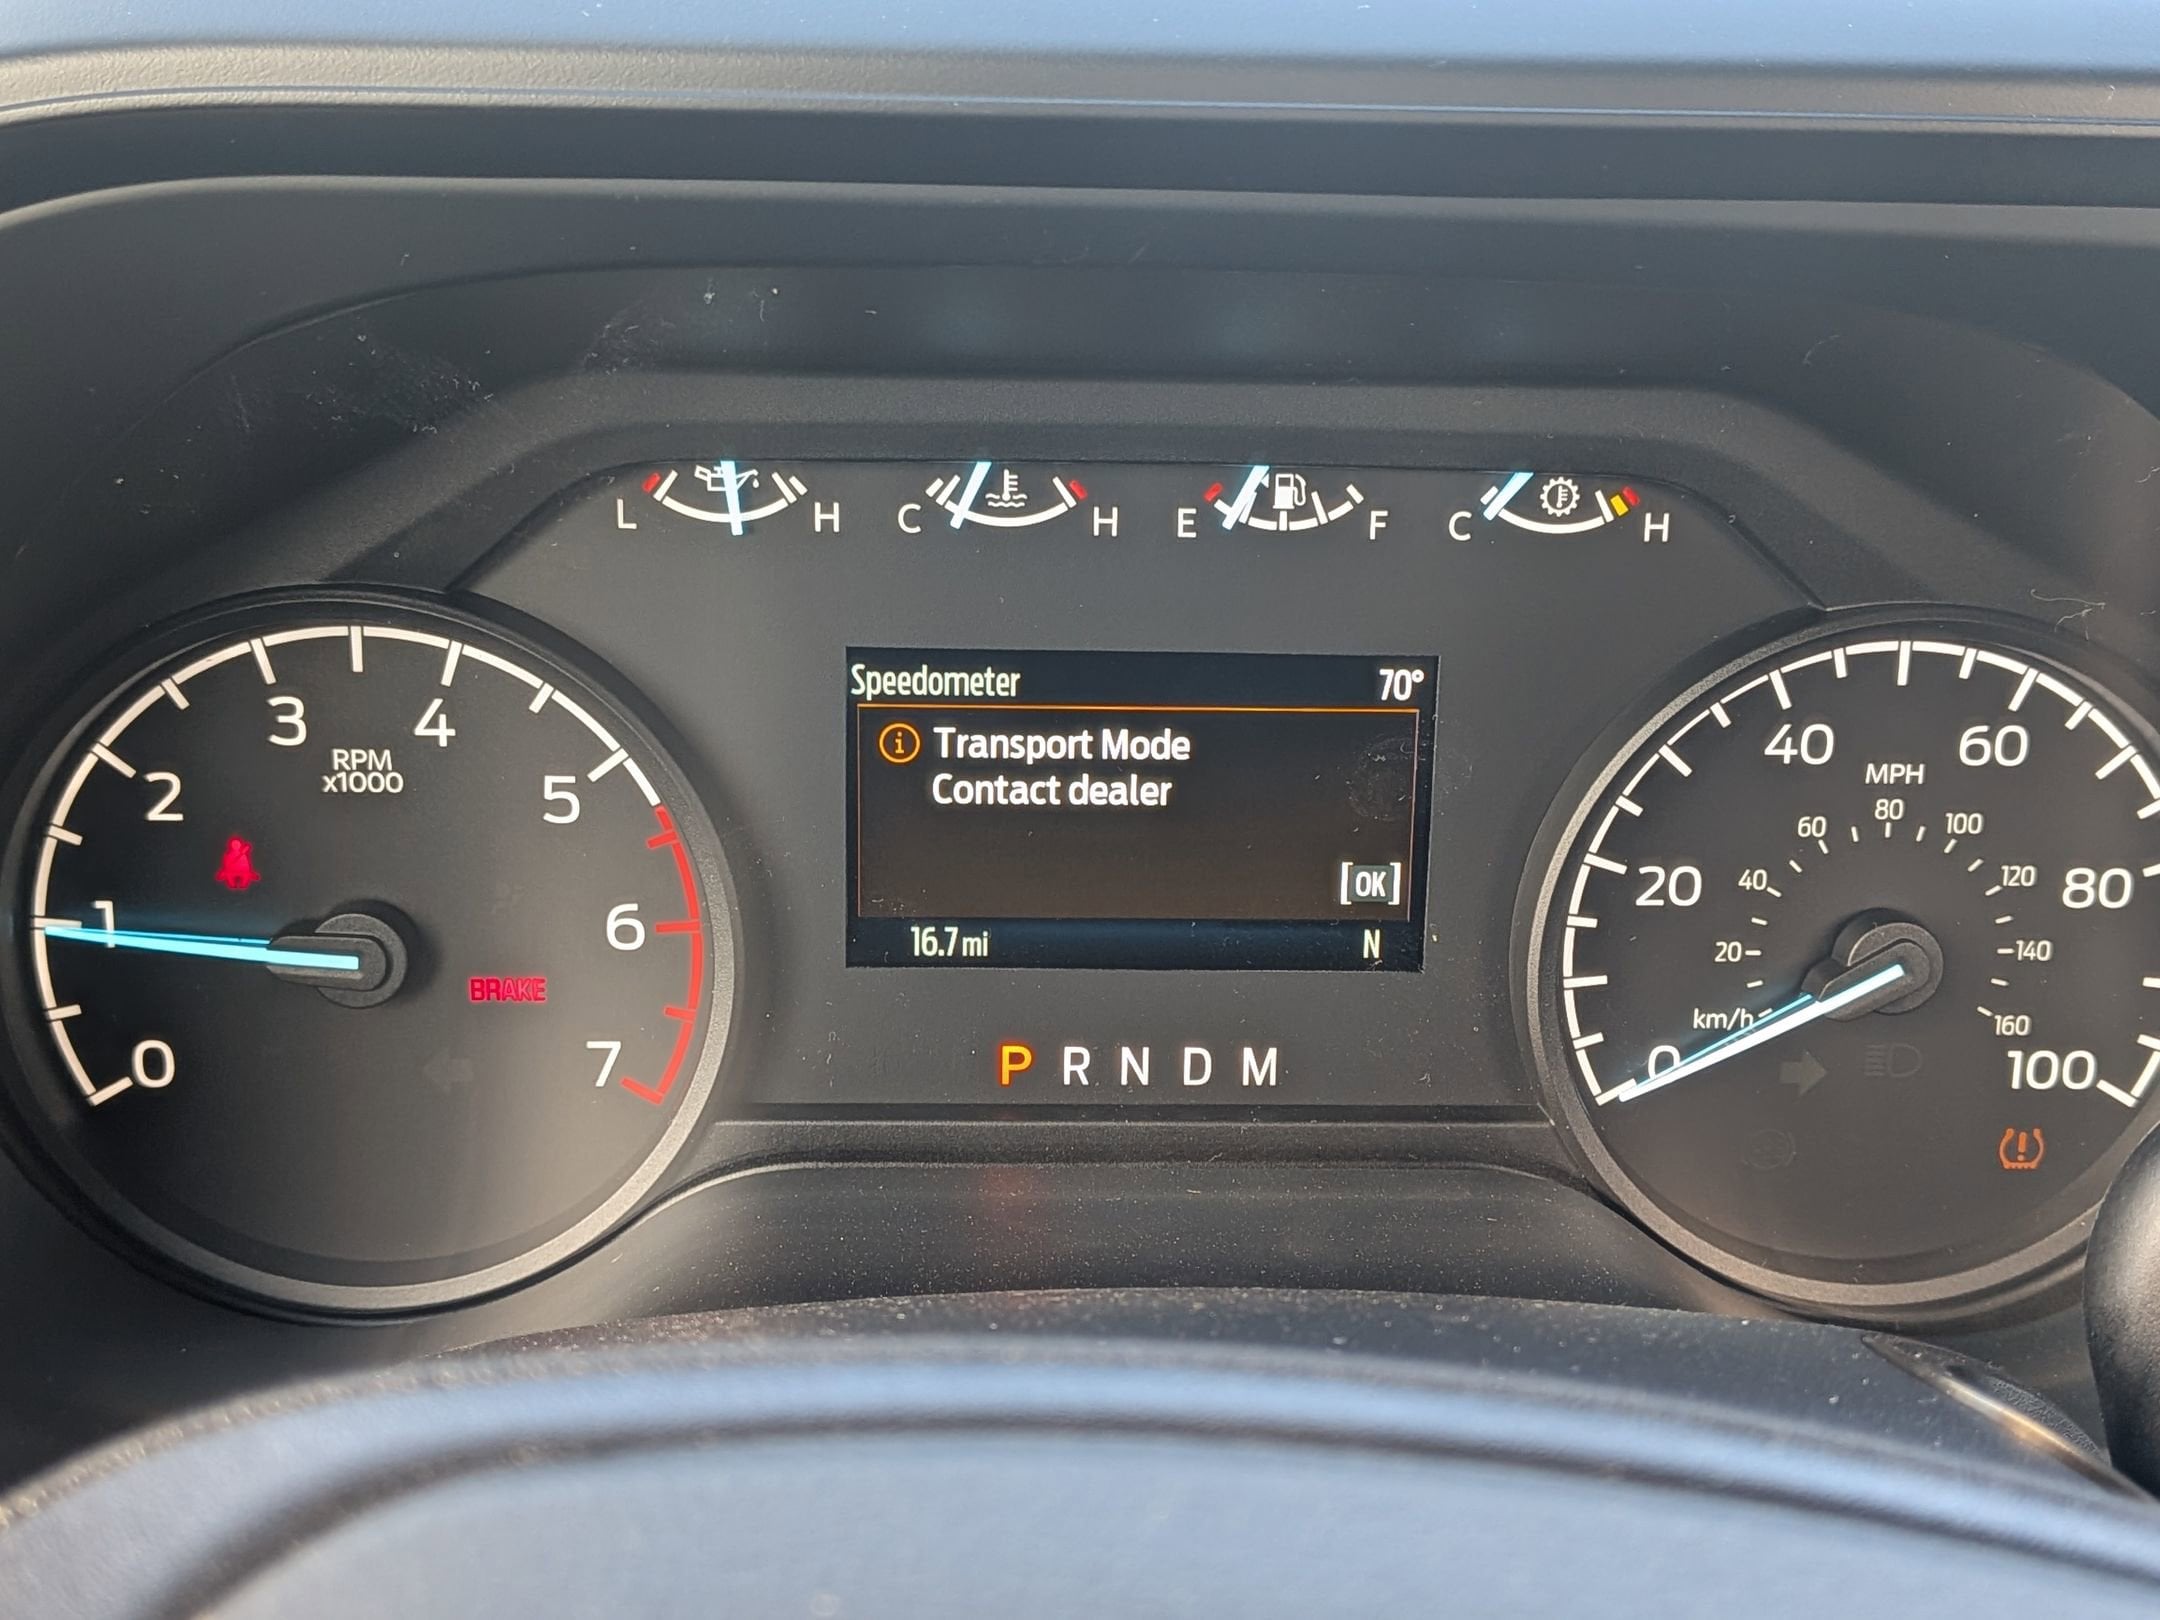 L H C H E F C H
Speedometer 70°
Transport Mode
Contact dealer
[OK]
16.7 mi N
P R N D M
RPM
x1000
0 1 2 3 4 5 6 7
BRAKE
MPH
0 20 40 60 80 100
km/h 20 40 60 80 100 120 140 160